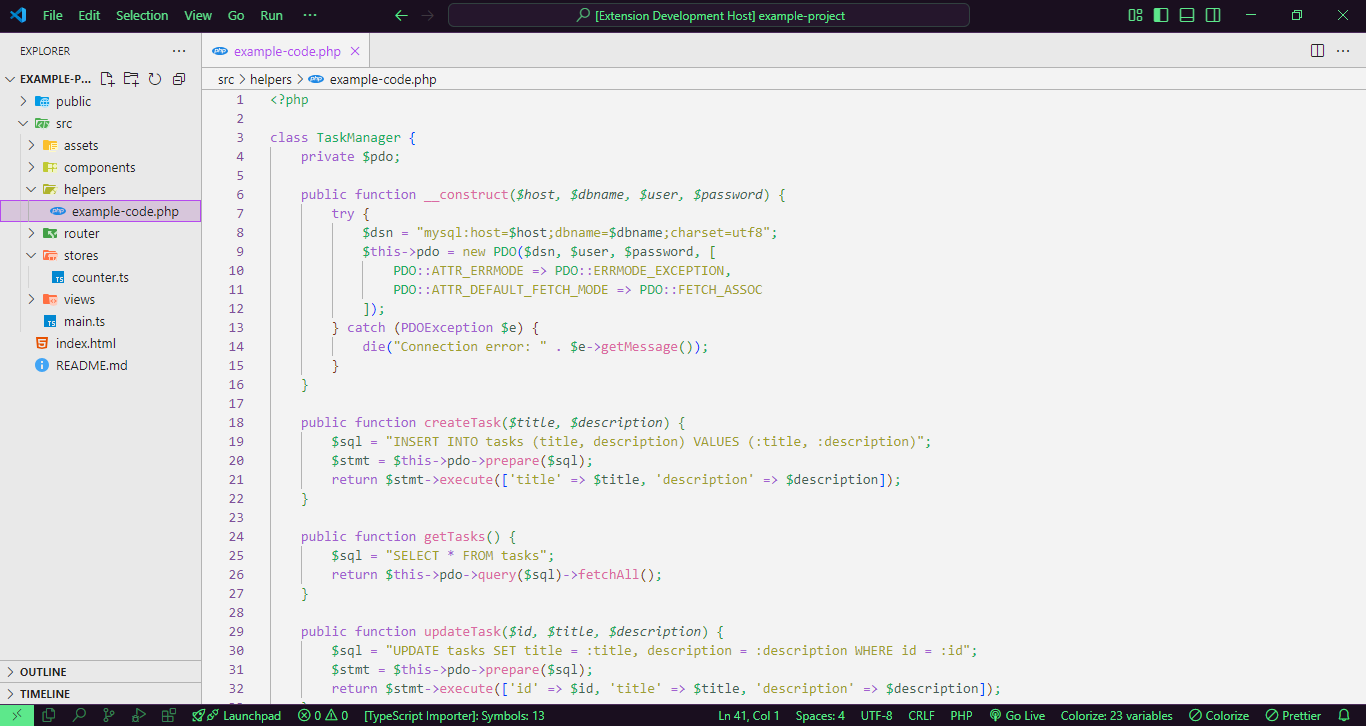 File Edit Selection View Go Run ··· [Extension Development Host] example-project
EXPLORER ···
EXAMPLE-P...
public
src
assets
components
helpers
example-code.php
router
stores
counter.ts
views
main.ts
index.html
README.md
OUTLINE
TIMELINE
example-code.php
src > helpers > example-code.php
1 <?php
2
3 class TaskManager {
4     private $pdo;
5
6     public function __construct($host, $dbname, $user, $password) {
7         try {
8             $dsn = "mysql:host=$host;dbname=$dbname;charset=utf8";
9             $this->pdo = new PDO($dsn, $user, $password, [
10                 PDO::ATTR_ERRMODE => PDO::ERRMODE_EXCEPTION,
11                 PDO::ATTR_DEFAULT_FETCH_MODE => PDO::FETCH_ASSOC
12             ]);
13         } catch (PDOException $e) {
14             die("Connection error: " . $e->getMessage());
15         }
16     }
17
18     public function createTask($title, $description) {
19         $sql = "INSERT INTO tasks (title, description) VALUES (:title, :description)";
20         $stmt = $this->pdo->prepare($sql);
21         return $stmt->execute(['title' => $title, 'description' => $description]);
22     }
23
24     public function getTasks() {
25         $sql = "SELECT * FROM tasks";
26         return $this->pdo->query($sql)->fetchAll();
27     }
28
29     public function updateTask($id, $title, $description) {
30         $sql = "UPDATE tasks SET title = :title, description = :description WHERE id = :id";
31         $stmt = $this->pdo->prepare($sql);
32         return $stmt->execute(['id' => $id, 'title' => $title, 'description' => $description]);
Launchpad 0 0 [TypeScript Importer]: Symbols: 13 Ln 41, Col 1 Spaces: 4 UTF-8 CRLF PHP Go Live Colorize: 23 variables Colorize Prettier